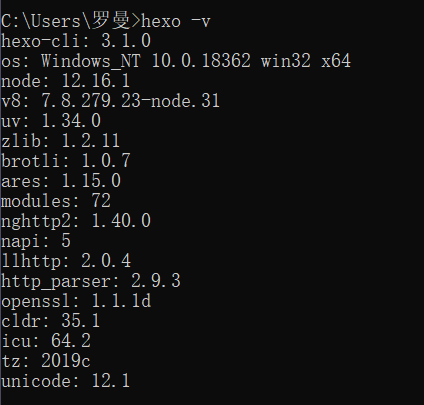 C:\Users\罗曼>hexo -v
hexo-cli: 3.1.0
os: Windows_NT 10.0.18362 win32 x64
node: 12.16.1
v8: 7.8.279.23-node.31
uv: 1.34.0
zlib: 1.2.11
brotli: 1.0.7
ares: 1.15.0
modules: 72
nghttp2: 1.40.0
napi: 5
llhttp: 2.0.4
http_parser: 2.9.3
openssl: 1.1.1d
cldr: 35.1
icu: 64.2
tz: 2019c
unicode: 12.1